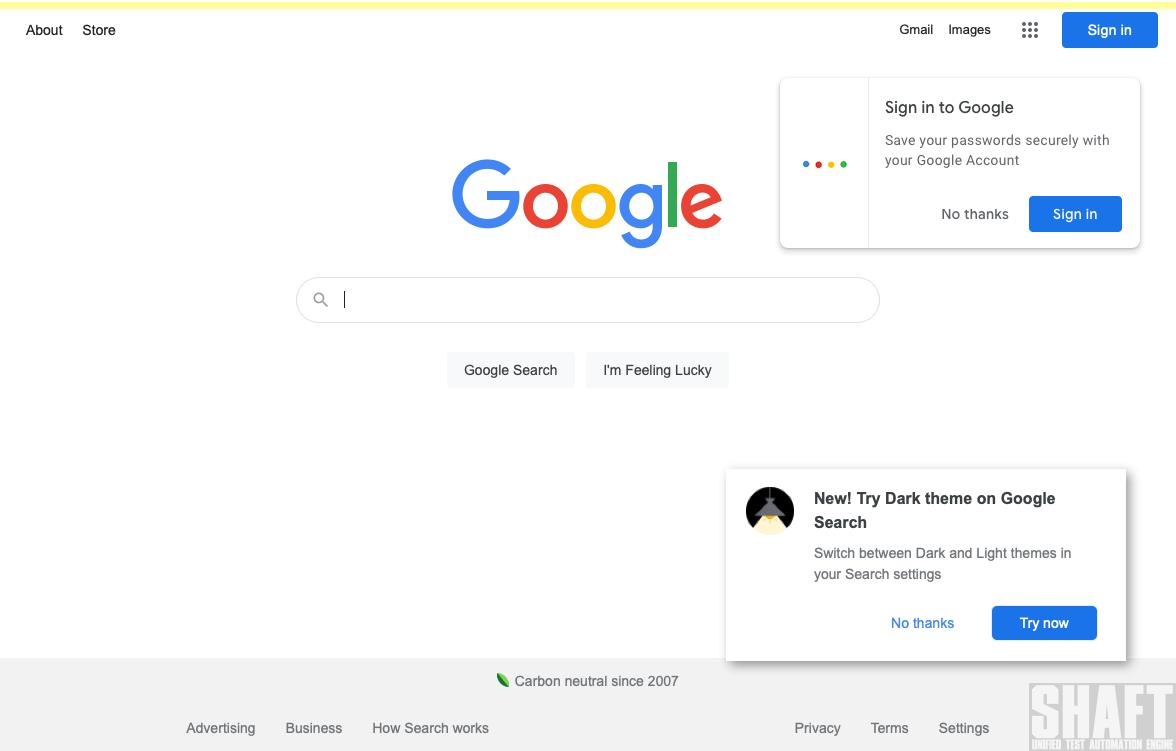 About Store
Gmail Images Sign in
Sign in to Google
Save your passwords securely with
your Google Account
No thanks Sign in
Google
Google Search I'm Feeling Lucky
New! Try Dark theme on Google
Search
Switch between Dark and Light themes in
your Search settings
No thanks Try now
Carbon neutral since 2007
Advertising Business How Search works
Privacy Terms Settings
SHAFT
UNIFIED TEST AUTOMATION ENGINE